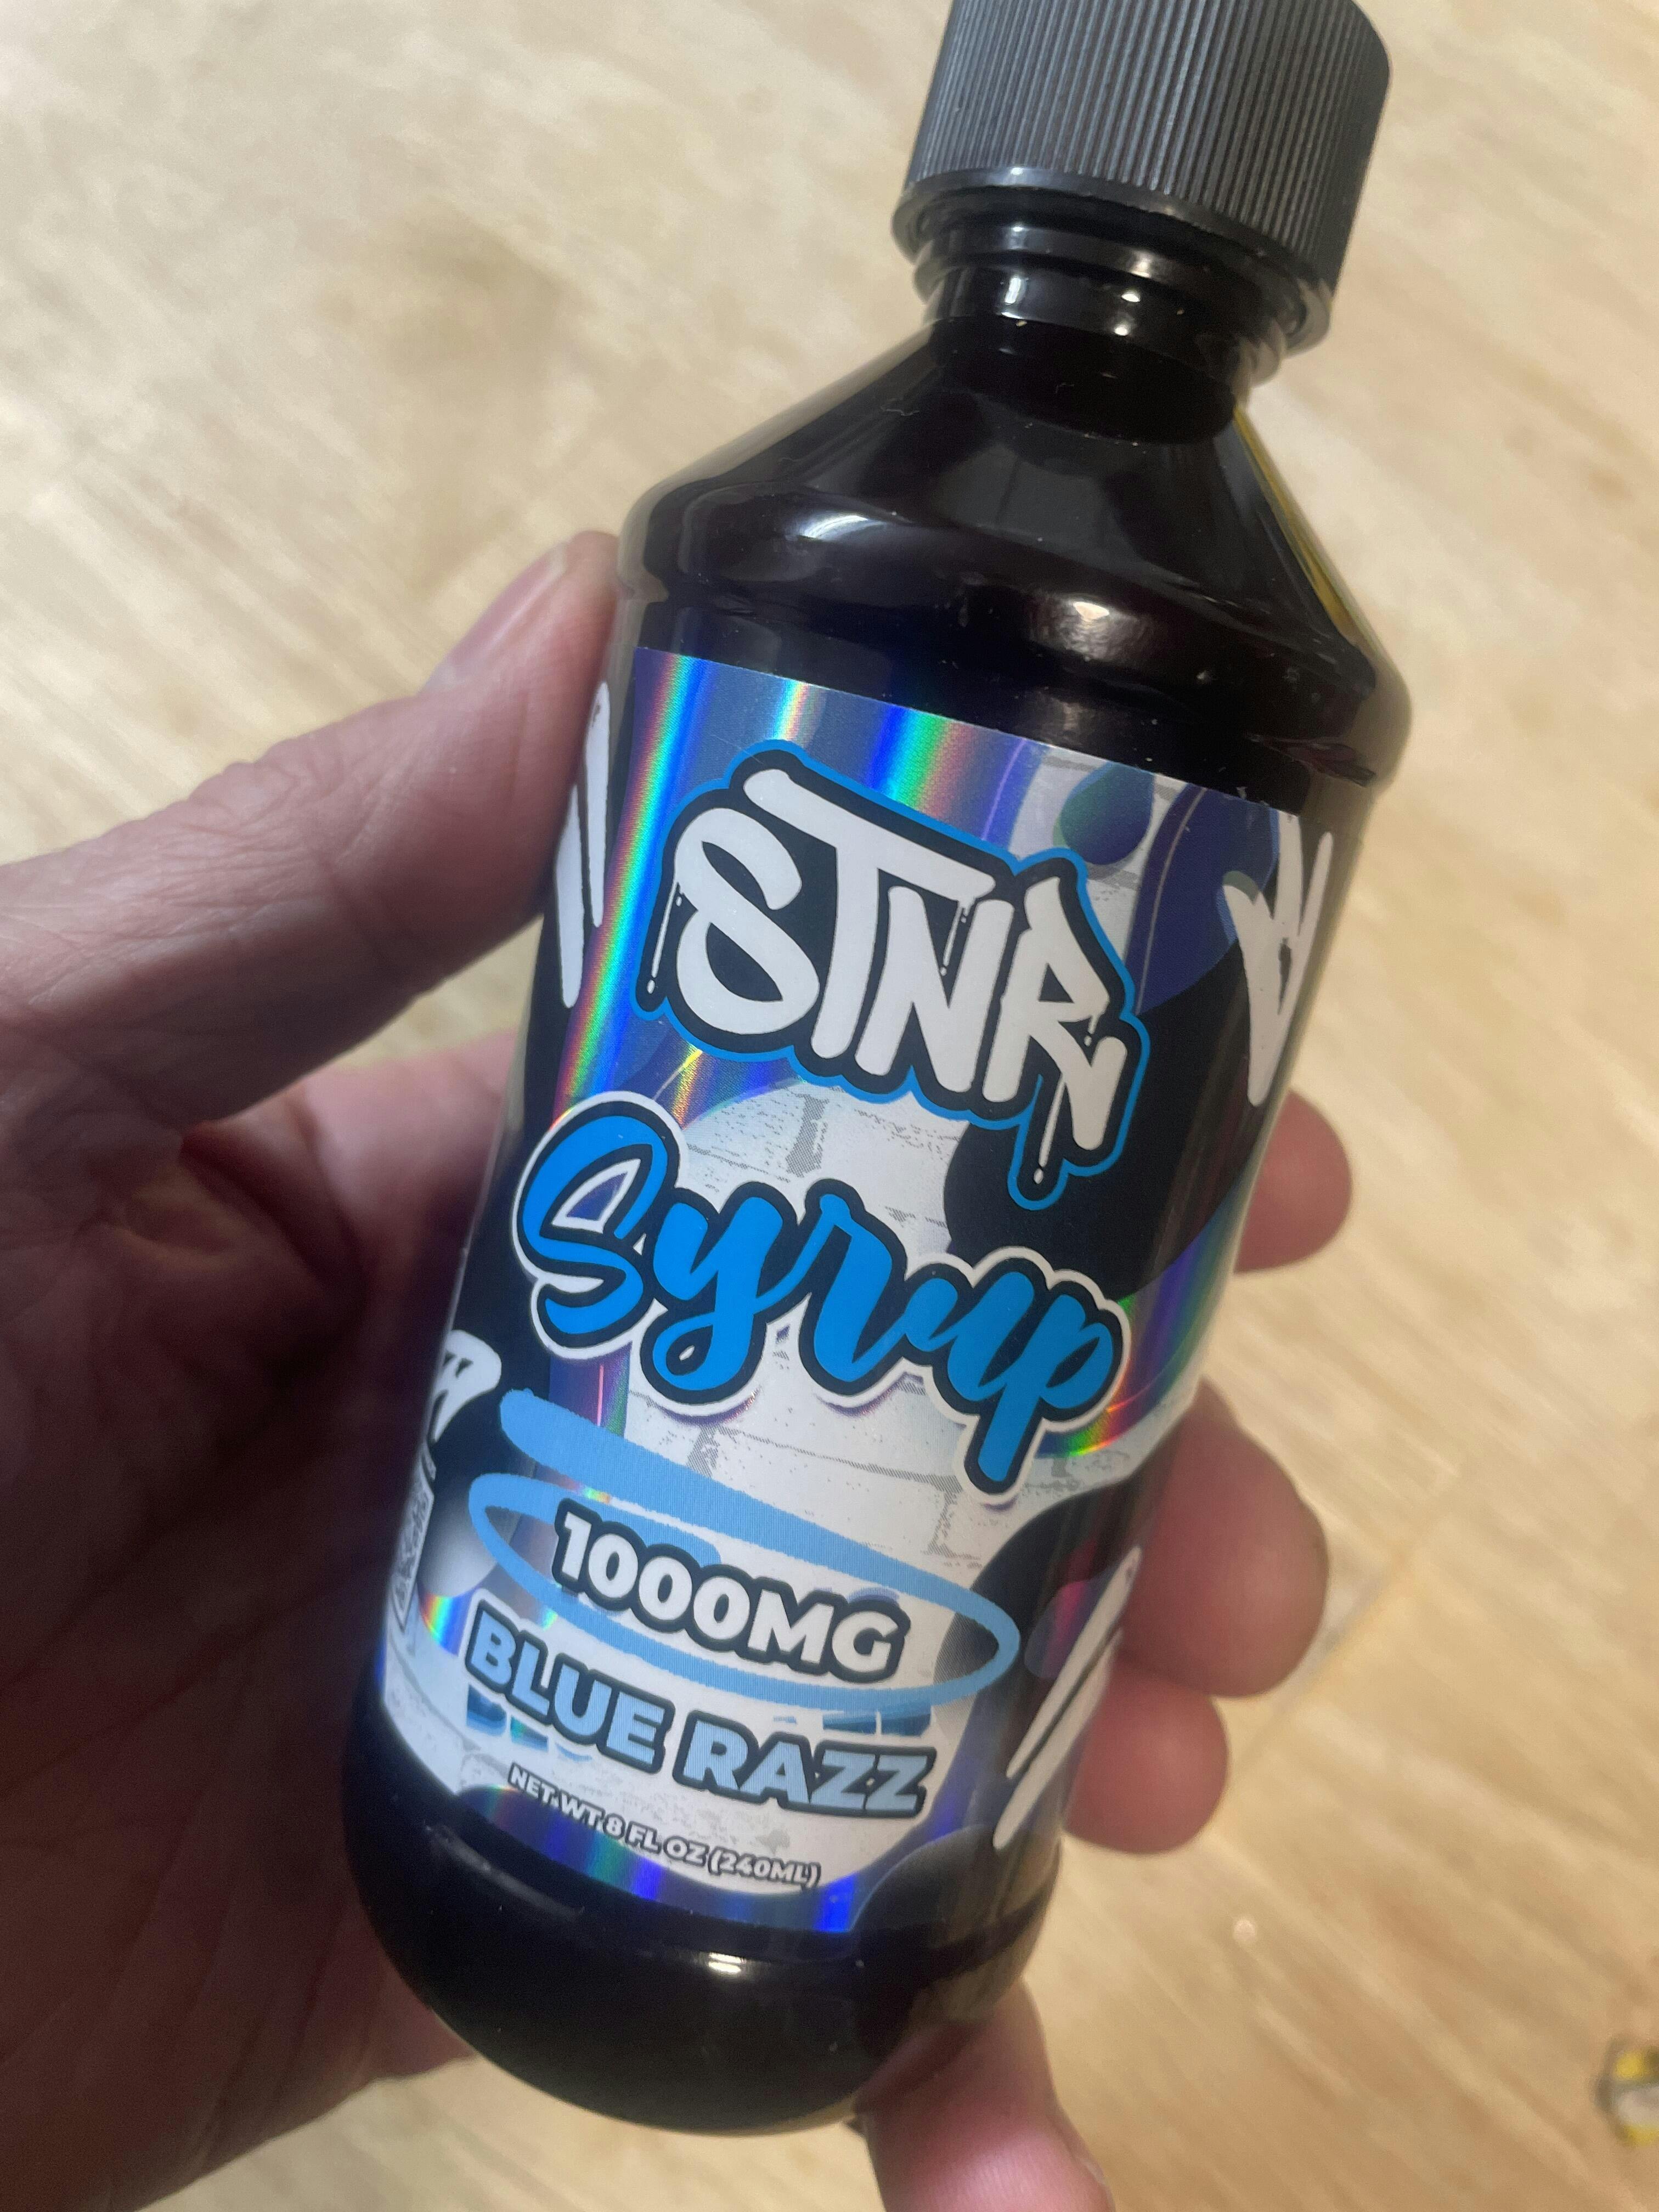 STNR
Syrup
1000MG
BLUE RAZZ
NET.WT 8 FL OZ (240ML)